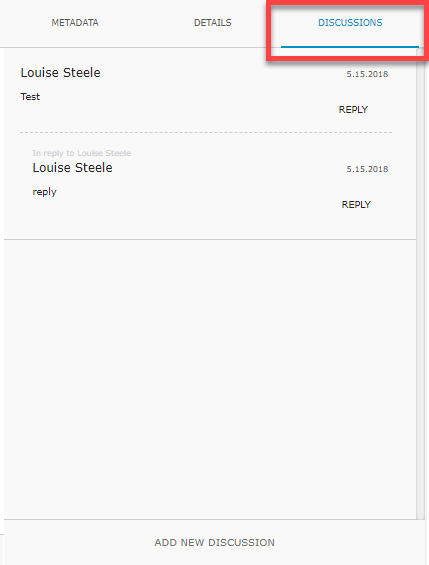 METADATA DETAILS DISCUSSIONS
Louise Steele 5.15.2018
Test
REPLY
In reply to Louise Steele
Louise Steele 5.15.2018
reply
REPLY
ADD NEW DISCUSSION